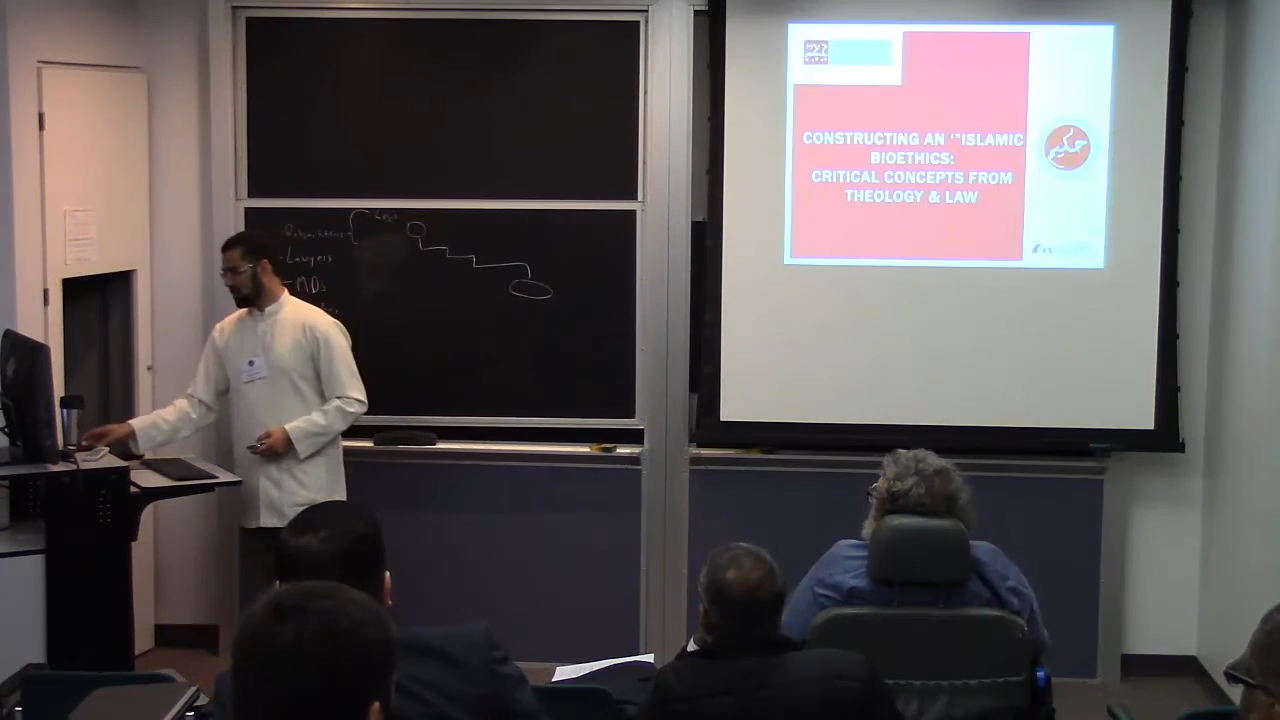 CONSTRUCTING AN “"ISLAMIC
BIOETHICS:
CRITICAL CONCEPTS FROM
THEOLOGY & LAW
حكيم
-Lawyers
-MDs